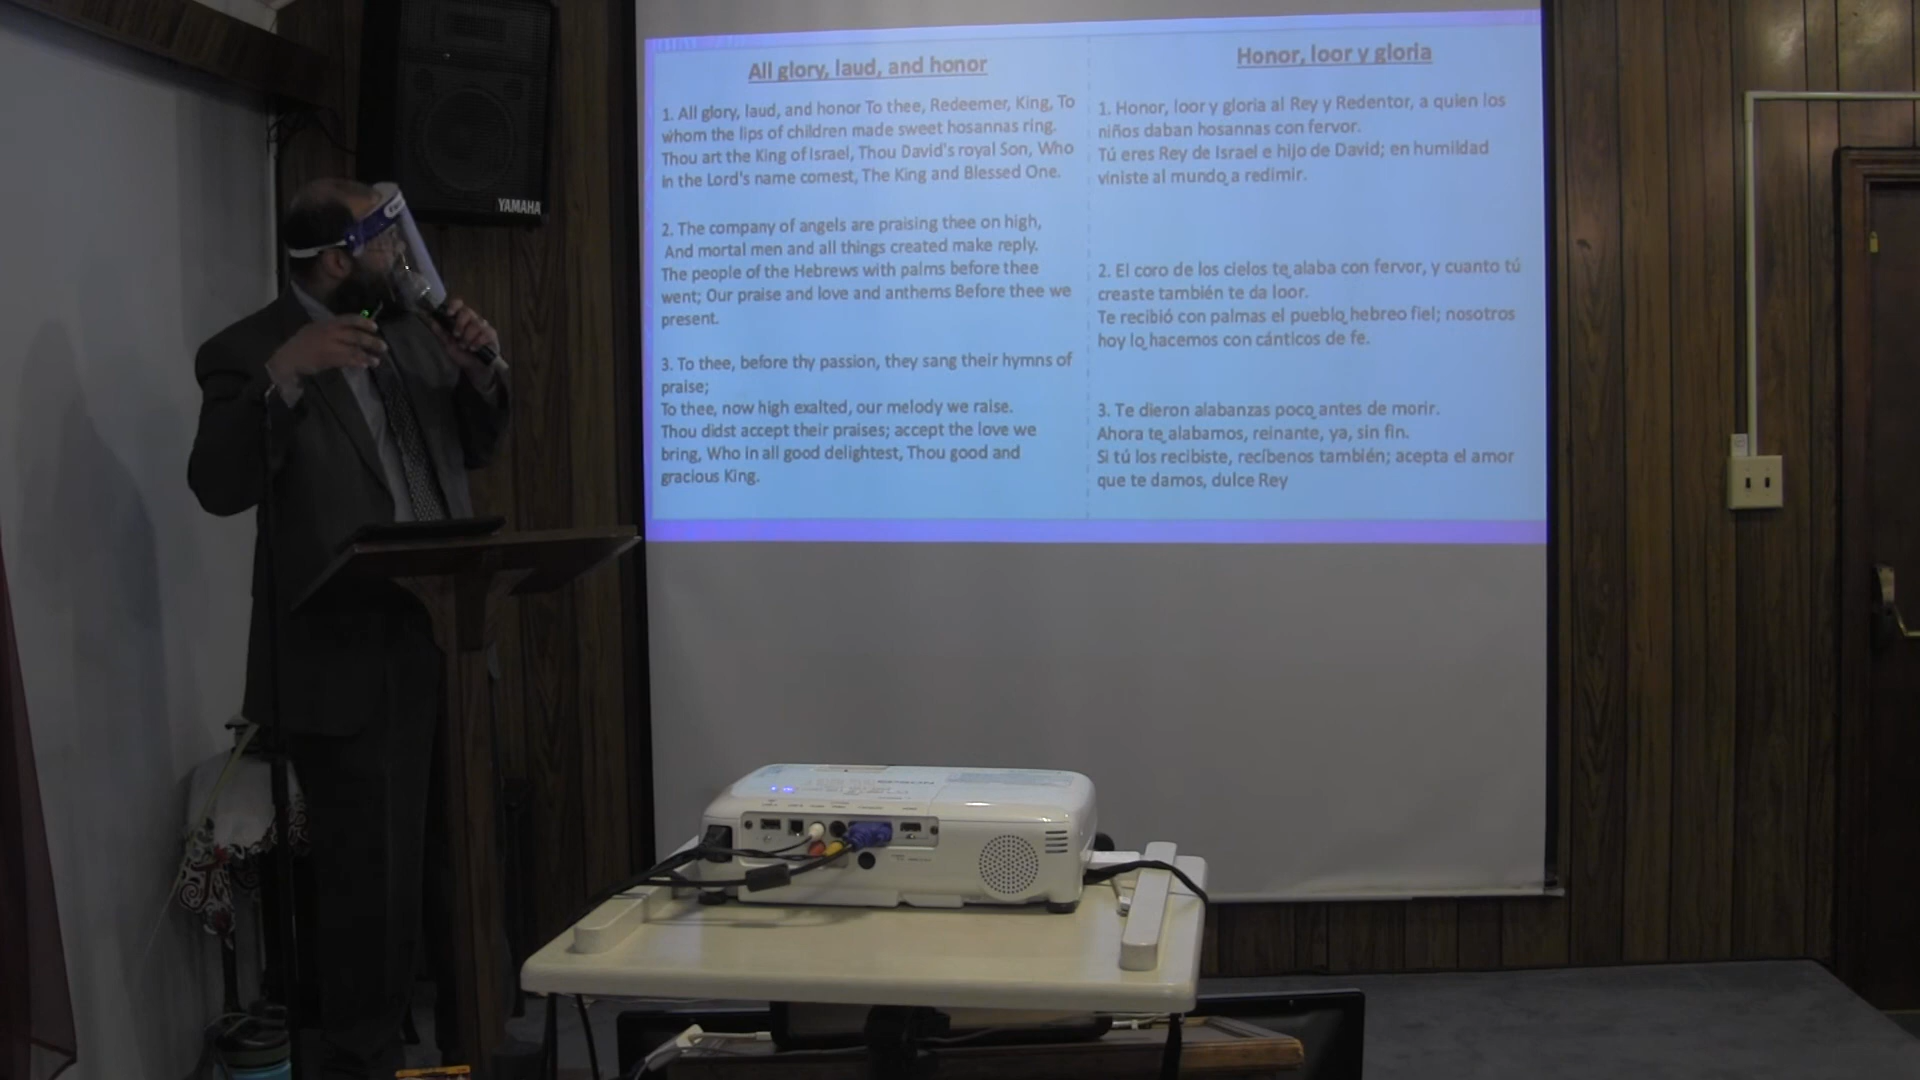 All glory, laud, and honor
1. All glory, laud, and honor To thee, Redeemer, King, To
whom the lips of children made sweet hosannas ring.
Thou art the King of Israel, Thou David's royal Son, Who
in the Lord's name comest, The King and Blessed One.
2. The company of angels are praising thee on high,
And mortal men and all things created make reply.
The people of the Hebrews with palms before thee
went; Our praise and love and anthems Before thee we
present.
3. To thee, before thy passion, they sang their hymns of
praise;
To thee, now high exalted, our melody we raise.
Thou didst accept their praises; accept the love we
bring, Who in all good delightest, Thou good and
gracious King.
Honor, loor y gloria
1. Honor, loor y gloria al Rey y Redentor, a quien los
niños daban hosannas con fervor.
Tú eres Rey de Israel e hijo de David; en humildad
viniste al mundo‿a redimir.
2. El coro de los cielos te‿alaba con fervor, y cuanto tú
creaste también te da loor.
Te recibió con palmas el pueblo‿hebreo fiel; nosotros
hoy lo‿hacemos con cánticos de fe.
3. Te dieron alabanzas poco‿antes de morir.
Ahora te‿alabamos, reinante, ya, sin fin.
Si tú los recibiste, recíbenos también; acepta el amor
que te damos, dulce Rey
YAMAHA